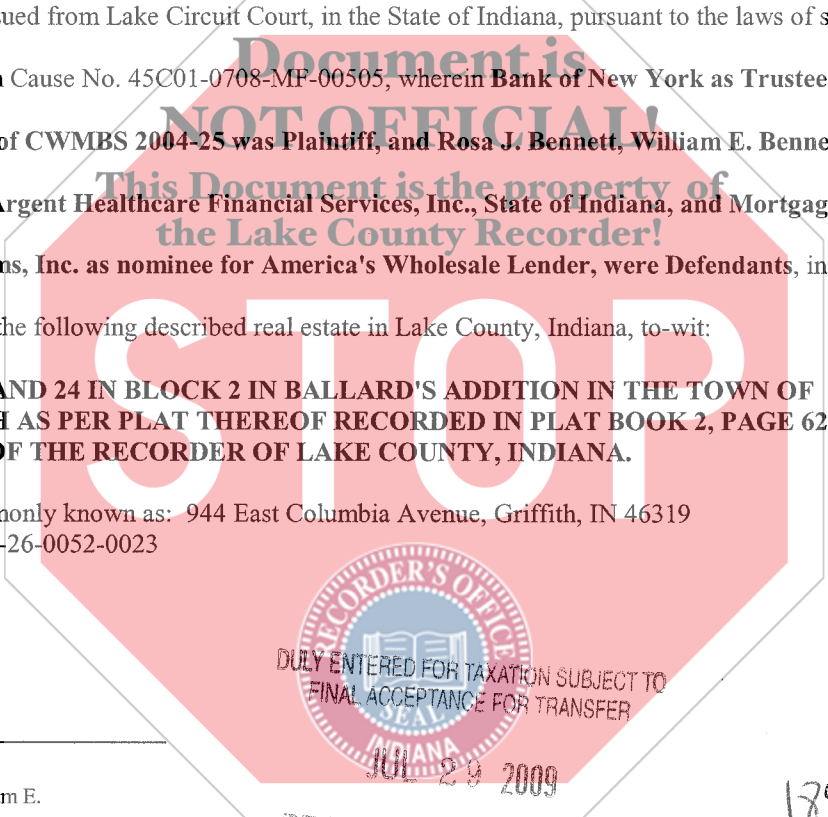 ued from Lake Circuit Court, in the State of Indiana, pursuant to the laws of s
Document is
Cause No. 45C01-0708-MF-00505, wherein Bank of New York as Trustee
NOT OFFICIAL!
of CWMBS 2004-25 was Plaintiff, and Rosa J. Bennett, William E. Benne
This Document is the property of
Argent Healthcare Financial Services, Inc., State of Indiana, and Mortgag
the Lake County Recorder!
ns, Inc. as nominee for America's Wholesale Lender, were Defendants, in
the following described real estate in Lake County, Indiana, to-wit:
STOP
AND 24 IN BLOCK 2 IN BALLARD'S ADDITION IN THE TOWN OF
H AS PER PLAT THEREOF RECORDED IN PLAT BOOK 2, PAGE 62
OF THE RECORDER OF LAKE COUNTY, INDIANA.
monly known as: 944 East Columbia Avenue, Griffith, IN 46319
-26-0052-0023
RECORDER'S OFFICE
SEAL
INDIANA
DULY ENTERED FOR TAXATION SUBJECT TO
FINAL ACCEPTANCE FOR TRANSFER
JUL 29 2009
m E.